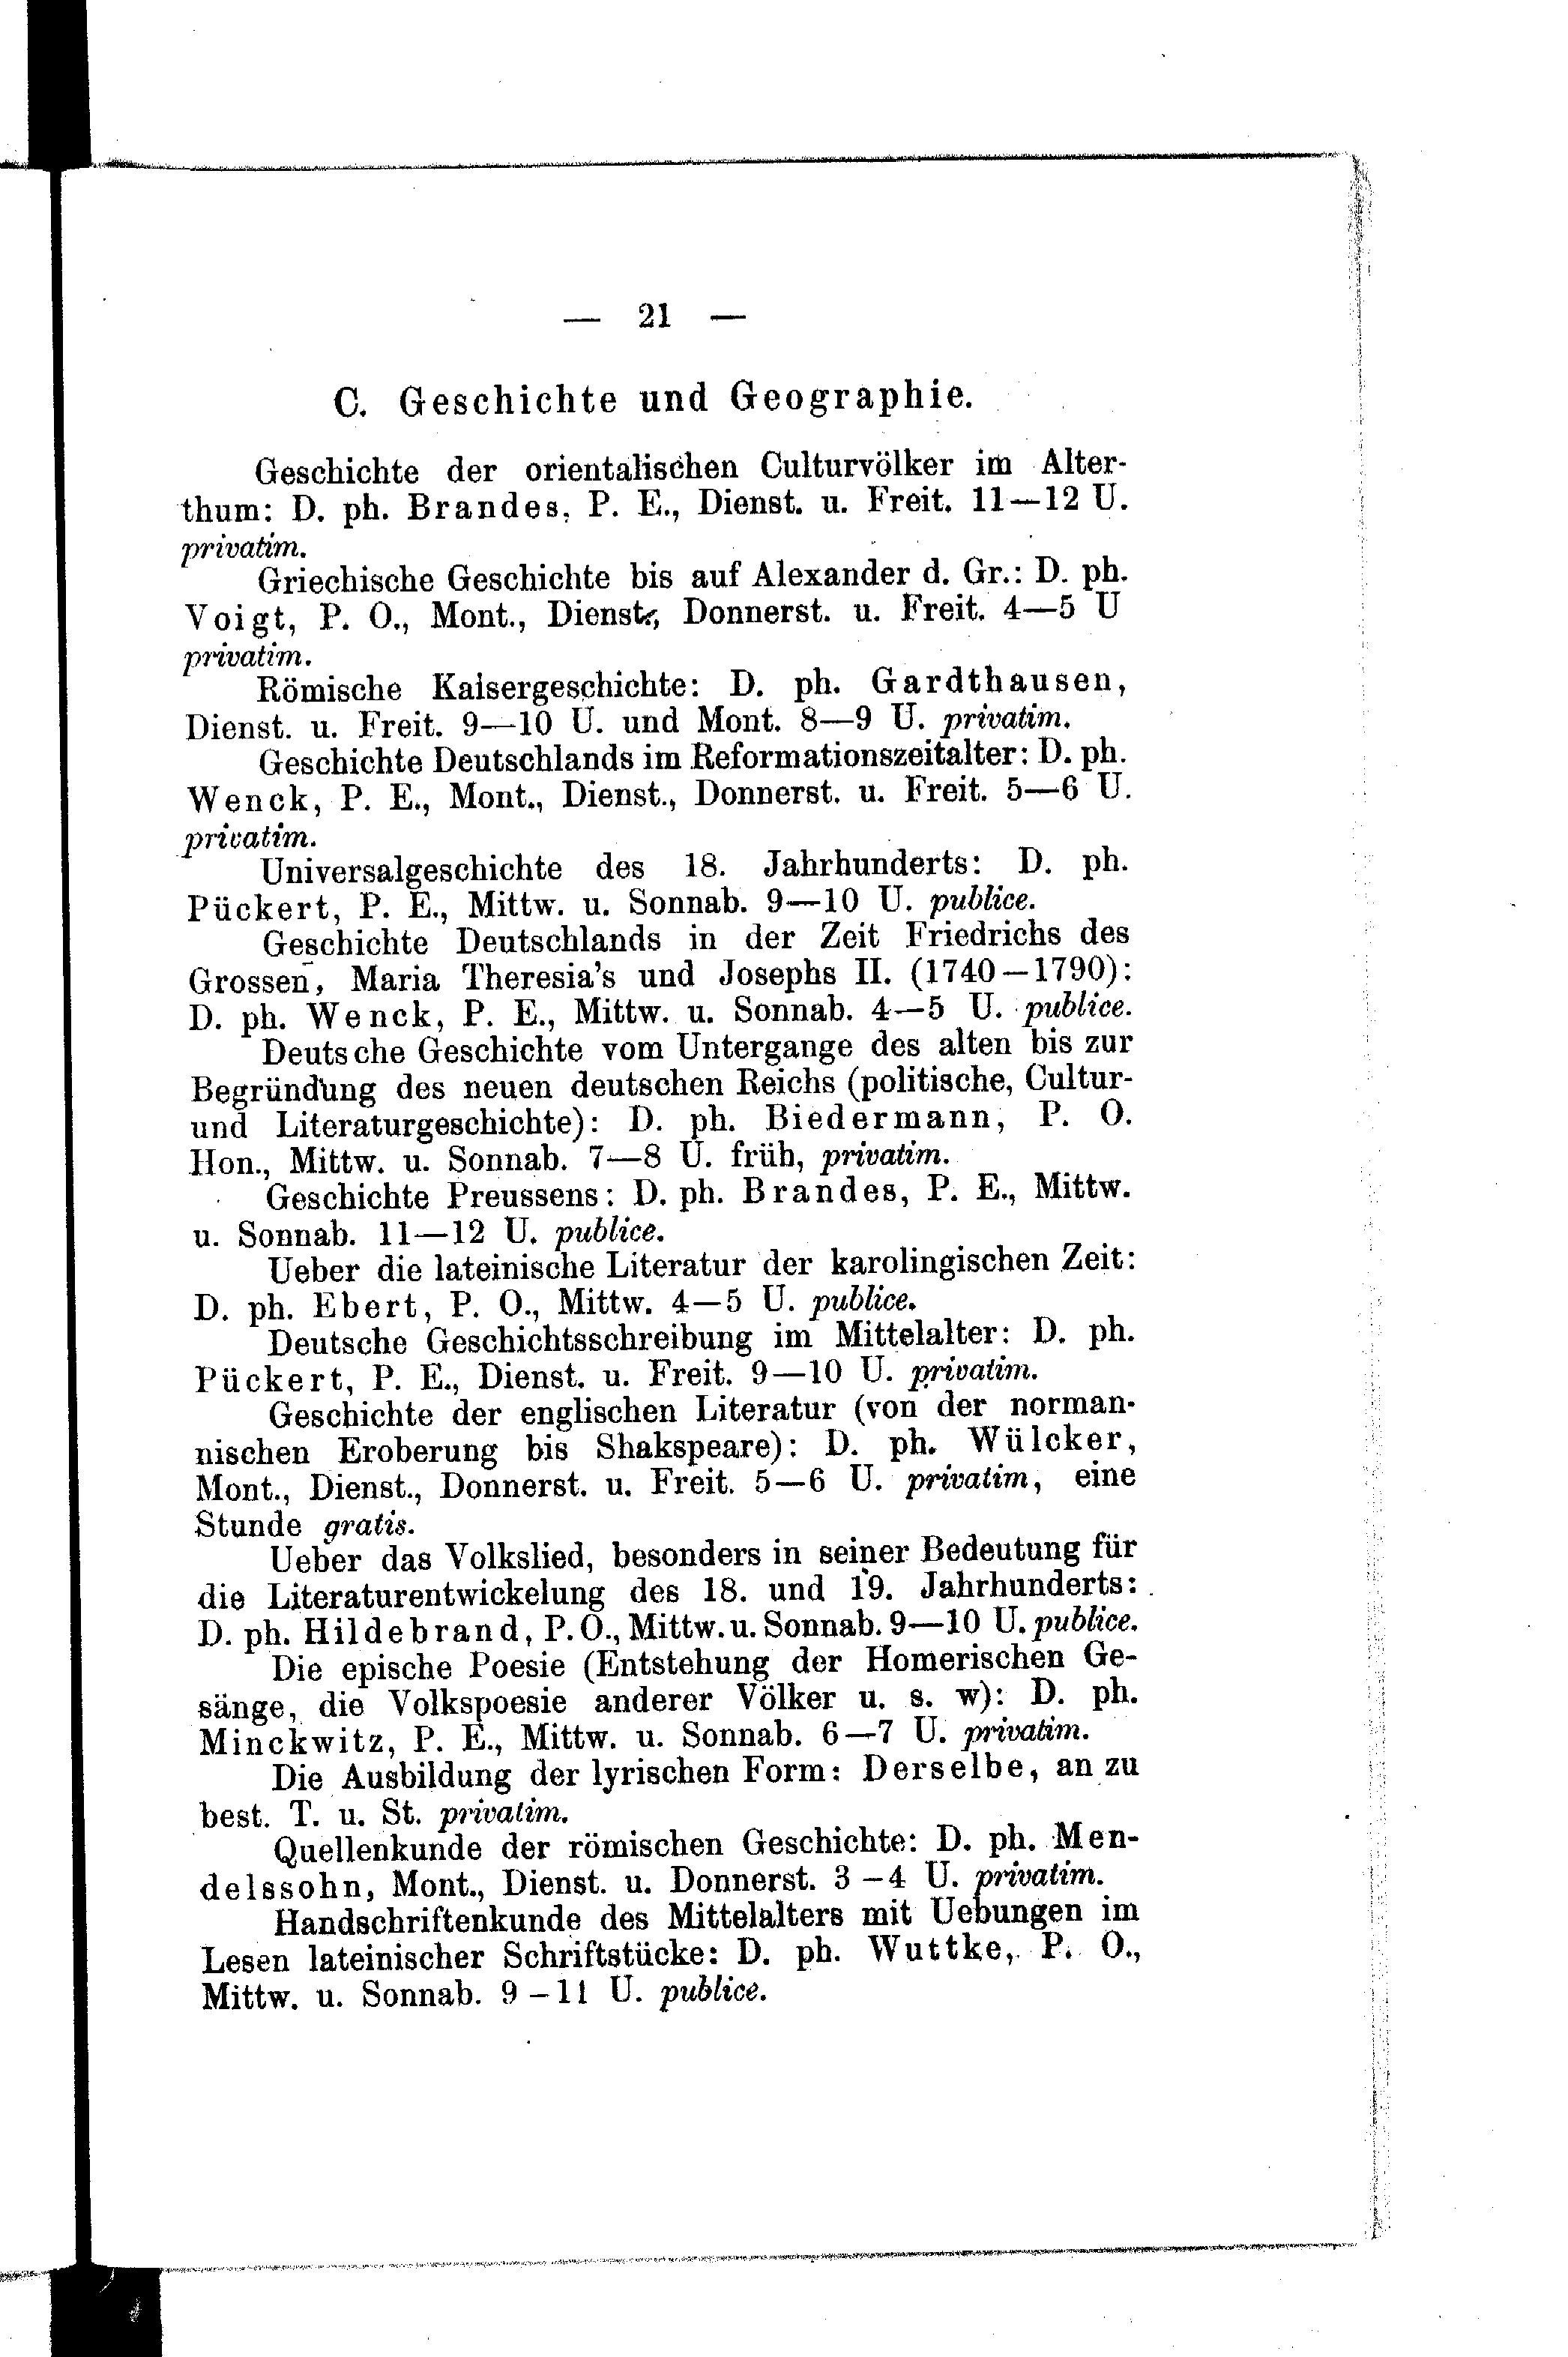 — 21 —
C. Geschichte und Geographie.
Geschichte der orientalischen Culturvölker im Alter-
thum: D. ph. Brandes, P. E., Dienst. u. Freit. 11—12 U.
privatim.
Griechische Geschichte bis auf Alexander d. Gr.: D. ph.
Voigt, P. O., Mont., Dienst., Donnerst. u. Freit. 4—5 U
privatim.
Römische Kaisergeschichte: D. ph. Gardthausen,
Dienst. u. Freit. 9—10 U. und Mont. 8—9 U. privatim.
Geschichte Deutschlands im Reformationszeitalter: D. ph.
Wenck, P. E., Mont., Dienst., Donnerst. u. Freit. 5—6 U.
privatim.
Universalgeschichte des 18. Jahrhunderts: D. ph.
Pückert, P. E., Mittw. u. Sonnab. 9—10 U. publice.
Geschichte Deutschlands in der Zeit Friedrichs des
Grossen, Maria Theresia's und Josephs II. (1740—1790):
D. ph. Wenck, P. E., Mittw. u. Sonnab. 4—5 U. publice.
Deutsche Geschichte vom Untergange des alten bis zur
Begründung des neuen deutschen Reichs (politische, Cultur-
und Literaturgeschichte): D. ph. Biedermann, P. O.
Hon., Mittw. u. Sonnab. 7—8 U. früh, privatim.
Geschichte Preussens: D. ph. Brandes, P. E., Mittw.
u. Sonnab. 11—12 U. publice.
Ueber die lateinische Literatur der karolingischen Zeit:
D. ph. Ebert, P. O., Mittw. 4—5 U. publice.
Deutsche Geschichtsschreibung im Mittelalter: D. ph.
Pückert, P. E., Dienst. u. Freit. 9—10 U. privatim.
Geschichte der englischen Literatur (von der norman-
nischen Eroberung bis Shakspeare): D. ph. Wülcker,
Mont., Dienst., Donnerst. u. Freit. 5—6 U. privatim, eine
Stunde gratis.
Ueber das Volkslied, besonders in seiner Bedeutung für
die Literaturentwickelung des 18. und 19. Jahrhunderts:
D. ph. Hildebrand, P. O., Mittw. u. Sonnab. 9—10 U. publice.
Die epische Poesie (Entstehung der Homerischen Ge-
sänge, die Volkspoesie anderer Völker u. s. w): D. ph.
Minckwitz, P. E., Mittw. u. Sonnab. 6—7 U. privatim.
Die Ausbildung der lyrischen Form: Derselbe, an zu
best. T. u. St. privatim.
Quellenkunde der römischen Geschichte: D. ph. Men-
delssohn, Mont., Dienst. u. Donnerst. 3—4 U. privatim.
Handschriftenkunde des Mittelalters mit Uebungen im
Lesen lateinischer Schriftstücke: D. ph. Wuttke, P. O.,
Mittw. u. Sonnab. 9—11 U. publice.